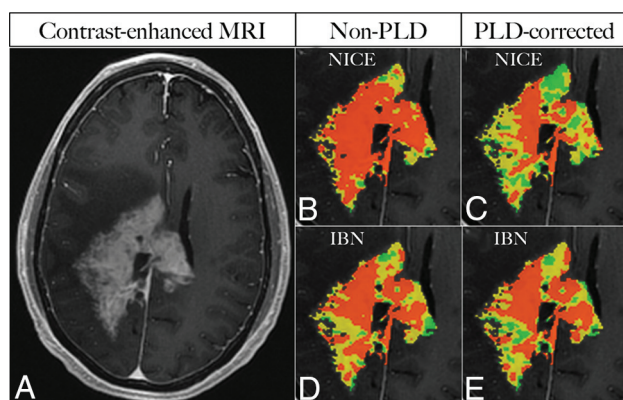 Contrast-enhanced MRI Non-PLD PLD-corrected
NICE NICE
A B C
IBN IBN
D E